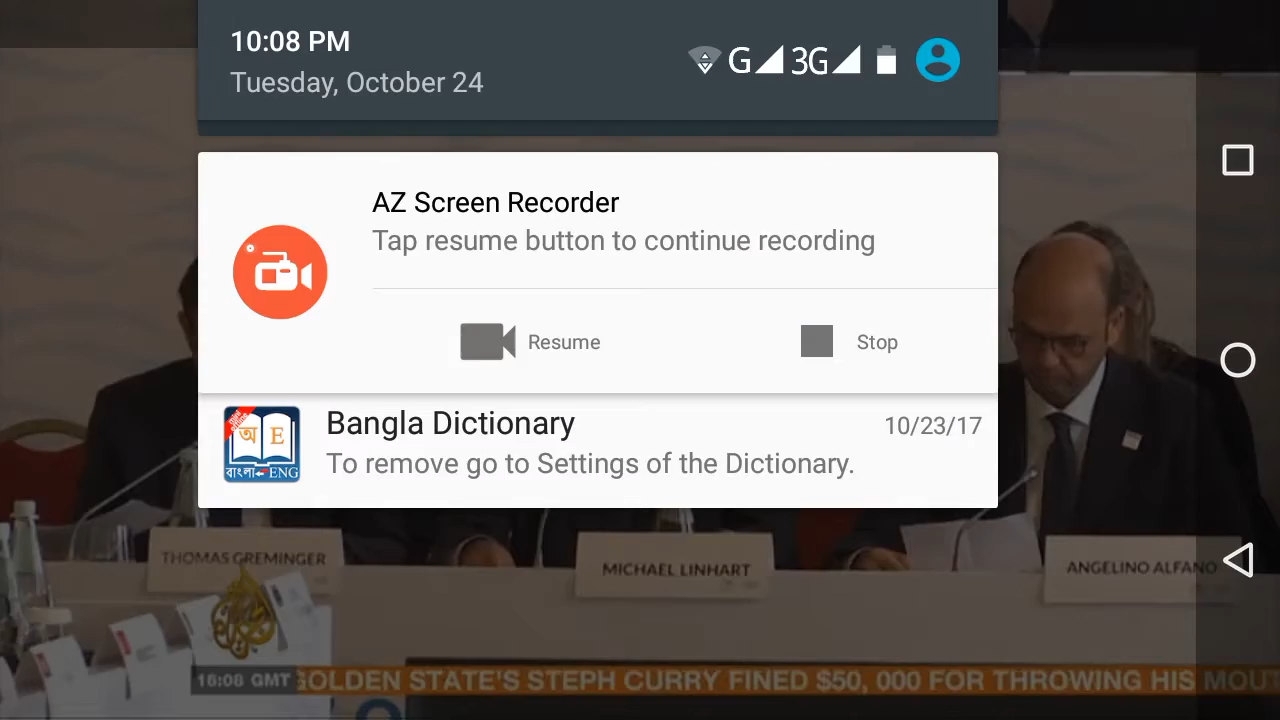 10:08 PM
G 3G
Tuesday, October 24
AZ Screen Recorder
Tap resume button to continue recording
Resume
Stop
Bangla Dictionary
10/23/17
To remove go to Settings of the Dictionary.
অ E
বাংলা ENG
THOMAS GREMINGER
MICHAEL LINHART
ANGELINO ALFANO
16:08 GMT
GOLDEN STATE'S STEPH CURRY FINED $50, 000 FOR THROWING HIS MOU